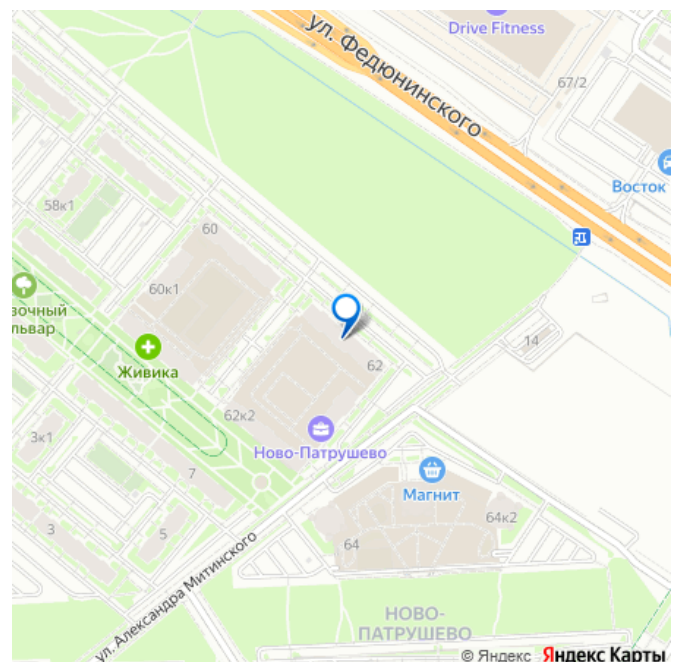 Drive Fitness
ул. Федюнинского
67/2
Восток
58к1
60
60к1
вочный
львар
Живика
14
62
62к2
Ново-Патрушево
3к1
7
Магнит
64к2
3
5
64
ул. Александра Митинского
НОВО-
ПАТРУШЕВО
© Яндекс Яндекс Карты